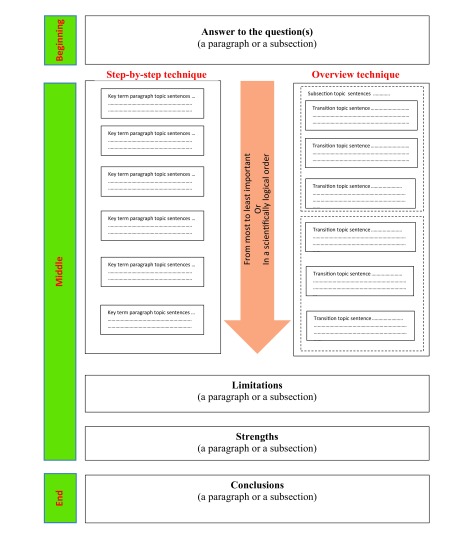 Beginning
Answer to the question(s)
(a paragraph or a subsection)
Middle
Step-by-step technique
Key term paragraph topic sentences ...
Key term paragraph topic sentences ...
Key term paragraph topic sentences ...
Key term paragraph topic sentences ...
Key term paragraph topic sentences ...
Key term paragraph topic sentences ...
From most to least important
Or
In a scientifically logical order
Overview technique
Subsection topic sentences ............
Transition topic sentence ......................
Transition topic sentence ......................
Transition topic sentence ..................
Transition topic sentence ..................
Transition topic sentence ..................
Transition topic sentence ..................
Limitations
(a paragraph or a subsection)
Strengths
(a paragraph or a subsection)
End
Conclusions
(a paragraph or a subsection)